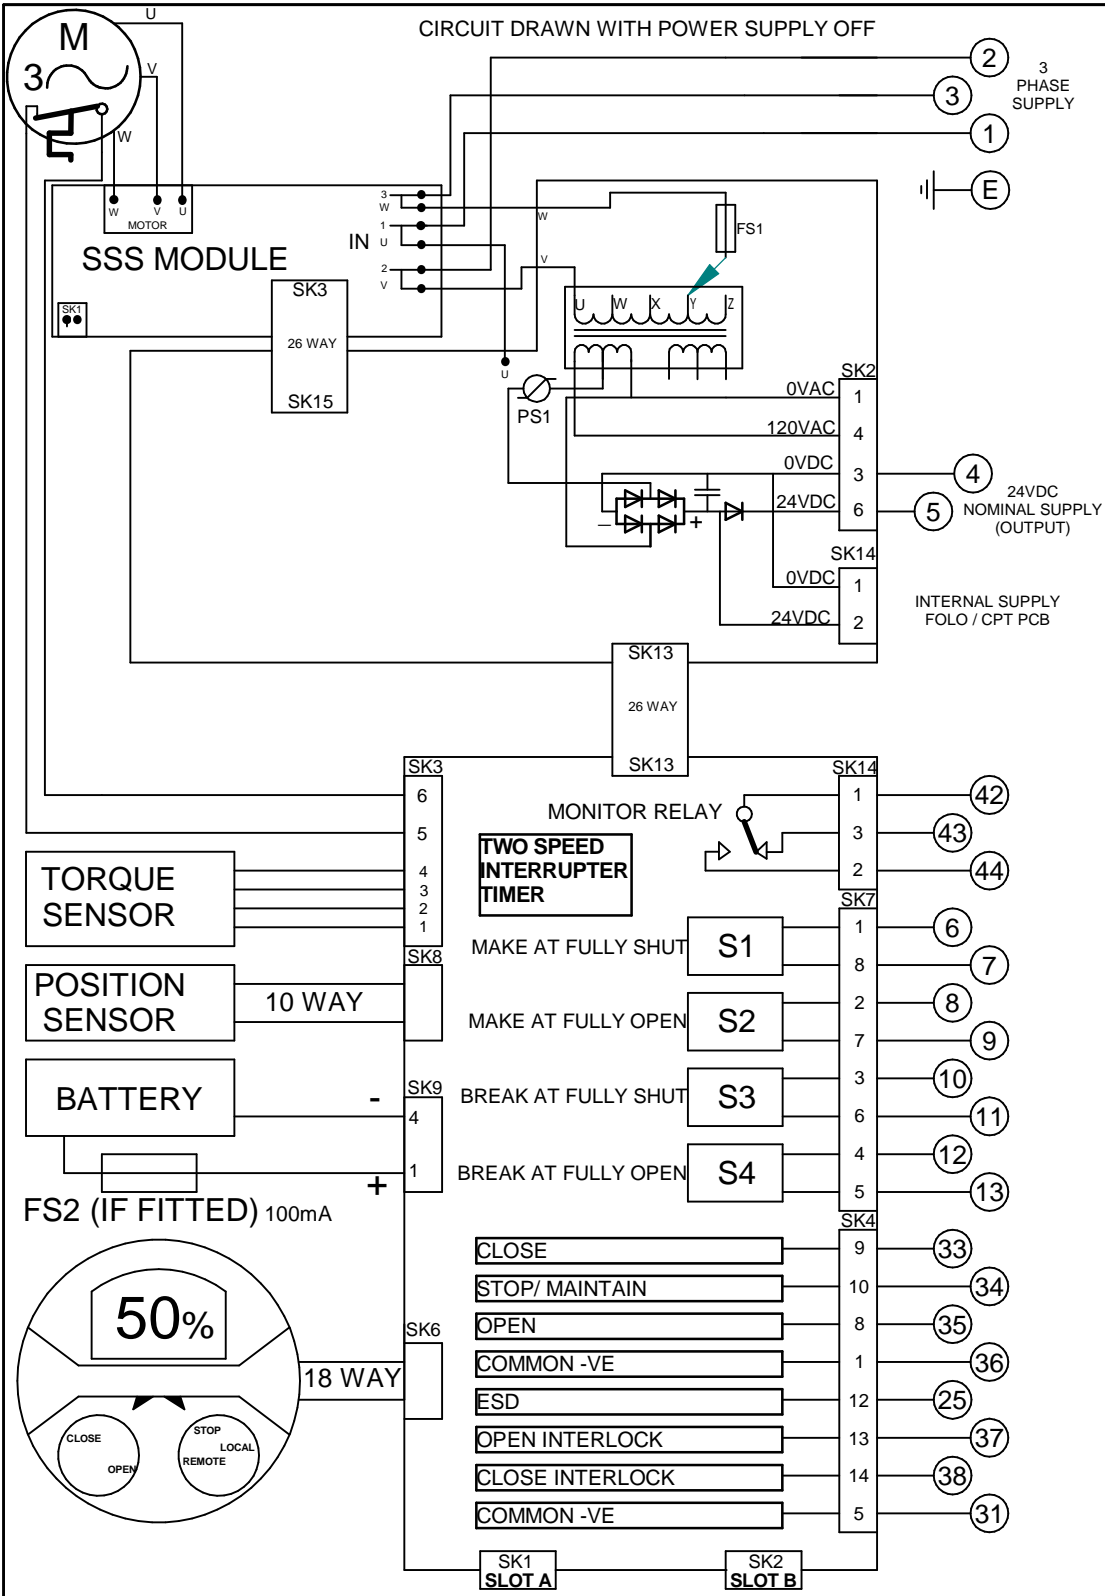 CIRCUIT DRAWN WITH POWER SUPPLY OFF
U
M
3
V
W
2
3
1
E
3
PHASE
SUPPLY
W V U
MOTOR
SSS MODULE
IN
3
W
1
U
2
V
SK1
SK3
26 WAY
SK15
W
V
U
FS1
U W X Y Z
PS1
SK2
0VAC 1
120VAC 4
0VDC 3
24VDC 6
4
5
24VDC
NOMINAL SUPPLY
(OUTPUT)
– +
SK14
0VDC 1
24VDC 2
INTERNAL SUPPLY
FOLO / CPT PCB
SK13
26 WAY
SK13
SK3
6
5
4
3
2
1
TORQUE
SENSOR
SK8
POSITION
SENSOR
10 WAY
BATTERY
SK9
- 4
1
+
FS2 (IF FITTED) 100mA
50%
CLOSE
OPEN
STOP
LOCAL
REMOTE
SK6
18 WAY
TWO SPEED
INTERRUPTER
TIMER
MONITOR RELAY
SK14
1 42
3 43
2 44
SK7
MAKE AT FULLY SHUT S1
1 6
8 7
MAKE AT FULLY OPEN S2
2 8
7 9
BREAK AT FULLY SHUT S3
3 10
6 11
BREAK AT FULLY OPEN S4
4 12
5 13
SK4
CLOSE 9 33
STOP/ MAINTAIN 10 34
OPEN 8 35
COMMON -VE 1 36
ESD 12 25
OPEN INTERLOCK 13 37
CLOSE INTERLOCK 14 38
COMMON -VE 5 31
SK1
SLOT A
SK2
SLOT B